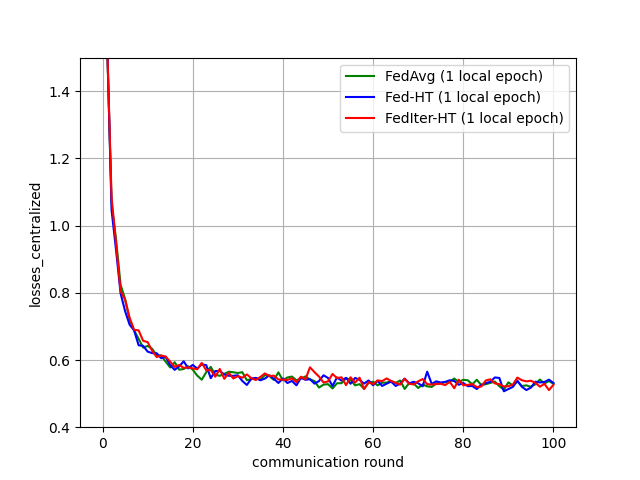 FedAvg (1 local epoch)
Fed-HT (1 local epoch)
FedIter-HT (1 local epoch)
losses_centralized
1.4
1.2
1.0
0.8
0.6
0.4
0 20 40 60 80 100
communication round